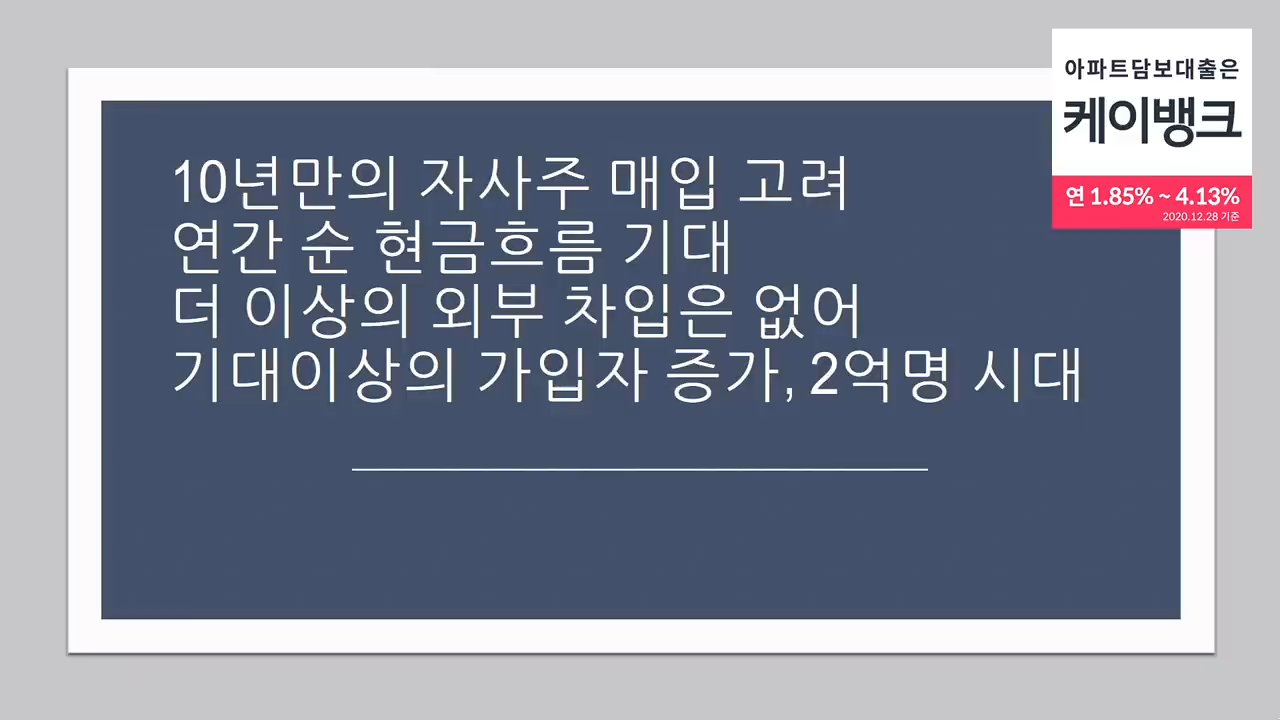 10년만의 자사주 매입 고려
연간 순 현금흐름 기대
더 이상의 외부 차입은 없어
기대이상의 가입자 증가, 2억명 시대
아파트담보대출은
케이뱅크
연 1.85% ~ 4.13%
2020.12.28 기준